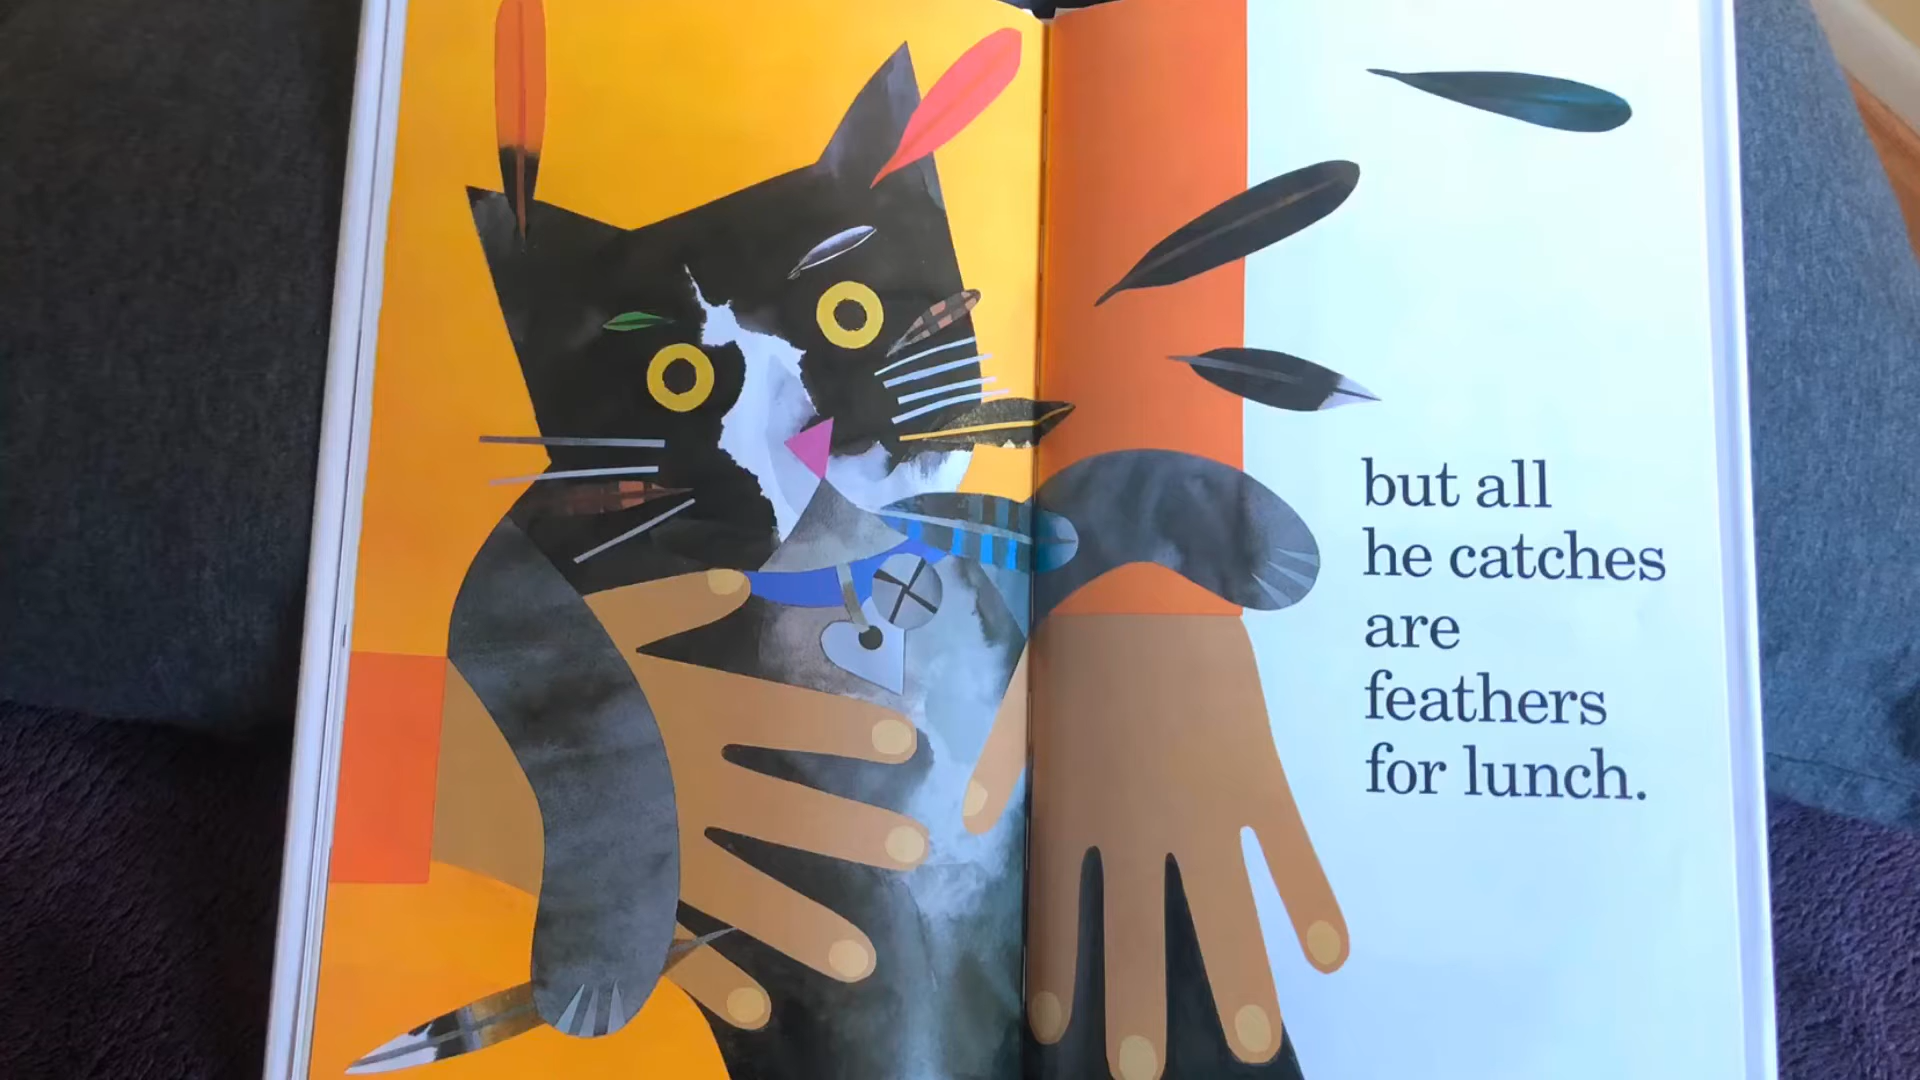 but all
he catches
are
feathers
for lunch.